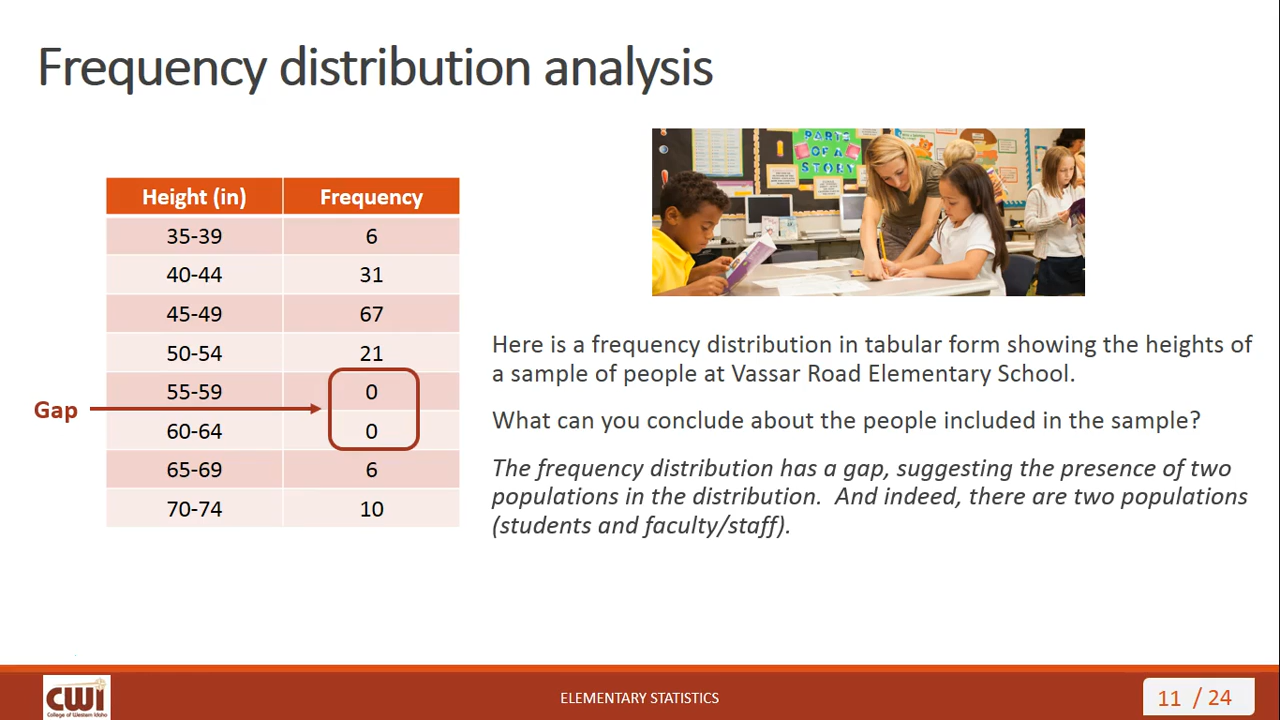 Frequency distribution analysis
PARTS
OF A
STORY
Height (in) Frequency
35-39 6
40-44 31
45-49 67
50-54 21
55-59 0
Gap
60-64 0
65-69 6
70-74 10
Here is a frequency distribution in tabular form showing the heights of
a sample of people at Vassar Road Elementary School.
What can you conclude about the people included in the sample?
The frequency distribution has a gap, suggesting the presence of two
populations in the distribution. And indeed, there are two populations
(students and faculty/staff).
CWI
College of Western Idaho
ELEMENTARY STATISTICS
11 / 24